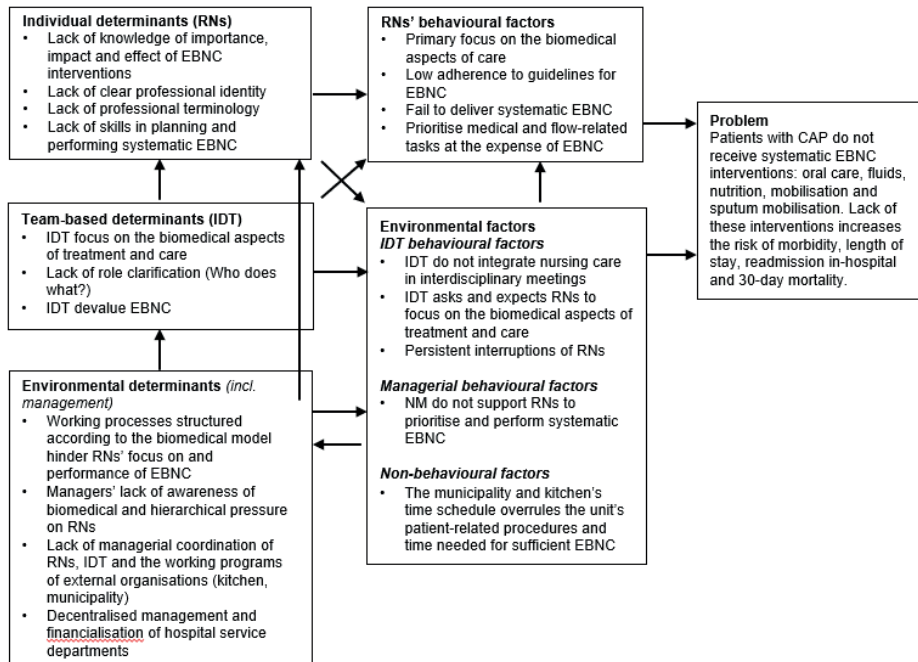 Individual determinants (RNs)
• Lack of knowledge of importance,
impact and effect of EBNC
interventions
• Lack of clear professional identity
• Lack of professional terminology
• Lack of skills in planning and
performing systematic EBNC
RNs' behavioural factors
• Primary focus on the biomedical
aspects of care
• Low adherence to guidelines for
EBNC
• Fail to deliver systematic EBNC
• Prioritise medical and flow-related
tasks at the expense of EBNC
Problem
Patients with CAP do not
receive systematic EBNC
interventions: oral care, fluids,
nutrition, mobilisation and
sputum mobilisation. Lack of
these interventions increases
the risk of morbidity, length of
stay, readmission in-hospital
and 30-day mortality.
Team-based determinants (IDT)
• IDT focus on the biomedical aspects
of treatment and care
• Lack of role clarification (Who does
what?)
• IDT devalue EBNC
Environmental factors
IDT behavioural factors
• IDT do not integrate nursing care
in interdisciplinary meetings
• IDT asks and expects RNs to
focus on the biomedical aspects of
treatment and care
• Persistent interruptions of RNs
Managerial behavioural factors
• NM do not support RNs to
prioritise and perform systematic
EBNC
Non-behavioural factors
• The municipality and kitchen's
time schedule overrules the unit's
patient-related procedures and
time needed for sufficient EBNC
Environmental determinants (incl.
management)
• Working processes structured
according to the biomedical model
hinder RNs' focus on and
performance of EBNC
• Managers' lack of awareness of
biomedical and hierarchical pressure
on RNs
• Lack of managerial coordination of
RNs, IDT and the working programs
of external organisations (kitchen,
municipality)
• Decentralised management and
financialisation of hospital service
departments